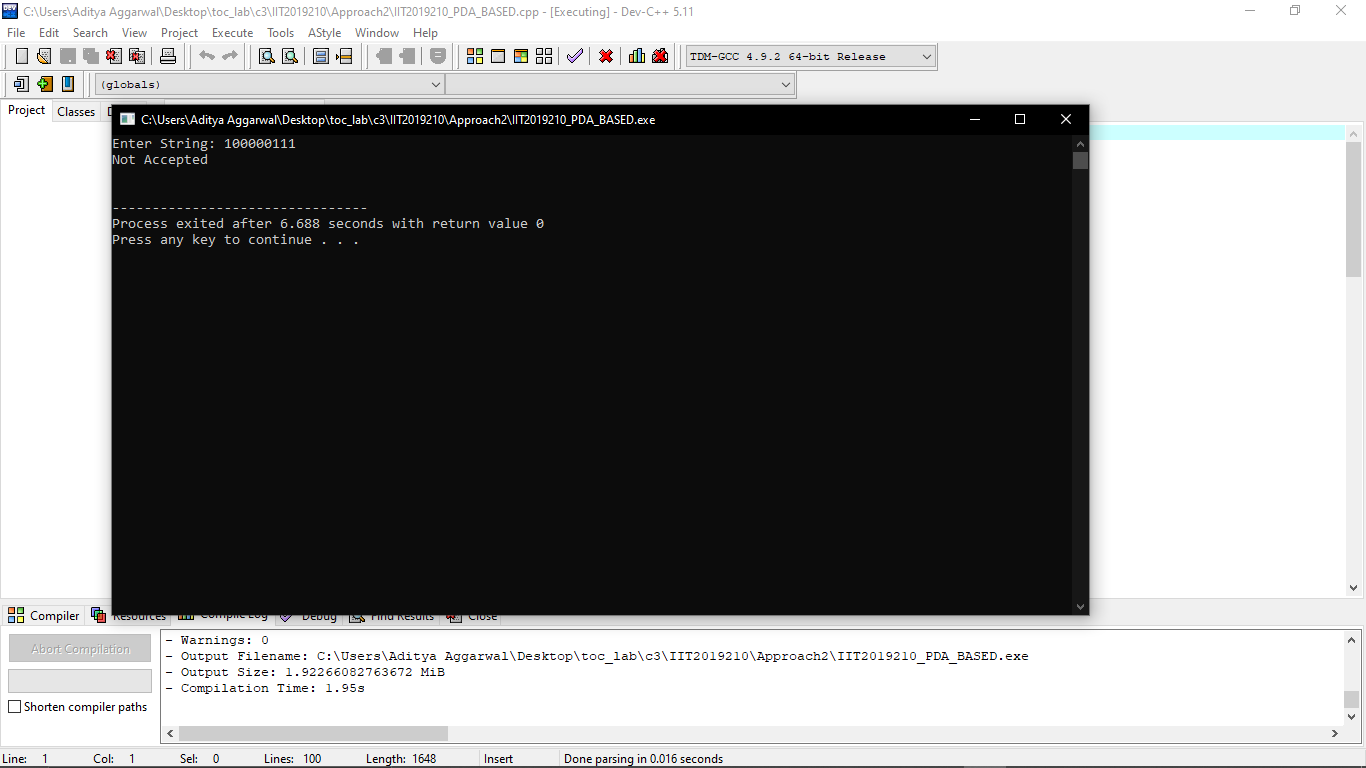 C:\Users\Aditya Aggarwal\Desktop\toc_lab\c3\IIT2019210\Approach2\IIT2019210_PDA_BASED.cpp - [Executing] - Dev-C++ 5.11
File Edit Search View Project Execute Tools AStyle Window Help
TDM-GCC 4.9.2 64-bit Release
(globals)
Project Classes
C:\Users\Aditya Aggarwal\Desktop\toc_lab\c3\IIT2019210\Approach2\IIT2019210_PDA_BASED.exe
Enter String: 100000111
Not Accepted
--------------------------------
Process exited after 6.688 seconds with return value 0
Press any key to continue . . .
Compiler Resources Compile Log Debug Find Results Close
Abort Compilation
Shorten compiler paths
- Warnings: 0
- Output Filename: C:\Users\Aditya Aggarwal\Desktop\toc_lab\c3\IIT2019210\Approach2\IIT2019210_PDA_BASED.exe
- Output Size: 1.92266082763672 MiB
- Compilation Time: 1.95s
Line: 1 Col: 1 Sel: 0 Lines: 100 Length: 1648 Insert Done parsing in 0.016 seconds